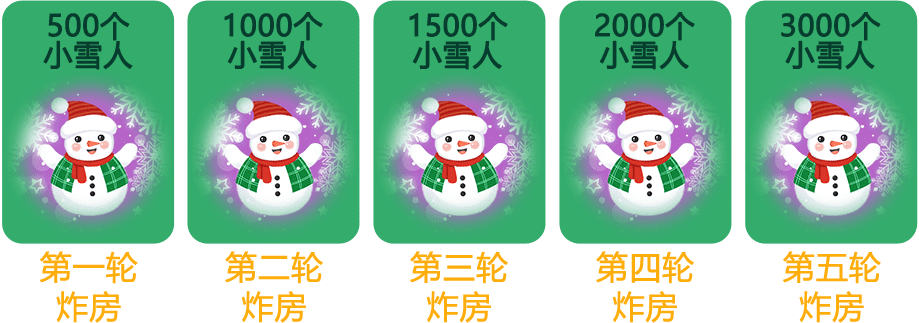 500个
小雪人
1000个
小雪人
1500个
小雪人
2000个
小雪人
3000个
小雪人
第一轮
炸房
第二轮
炸房
第三轮
炸房
第四轮
炸房
第五轮
炸房